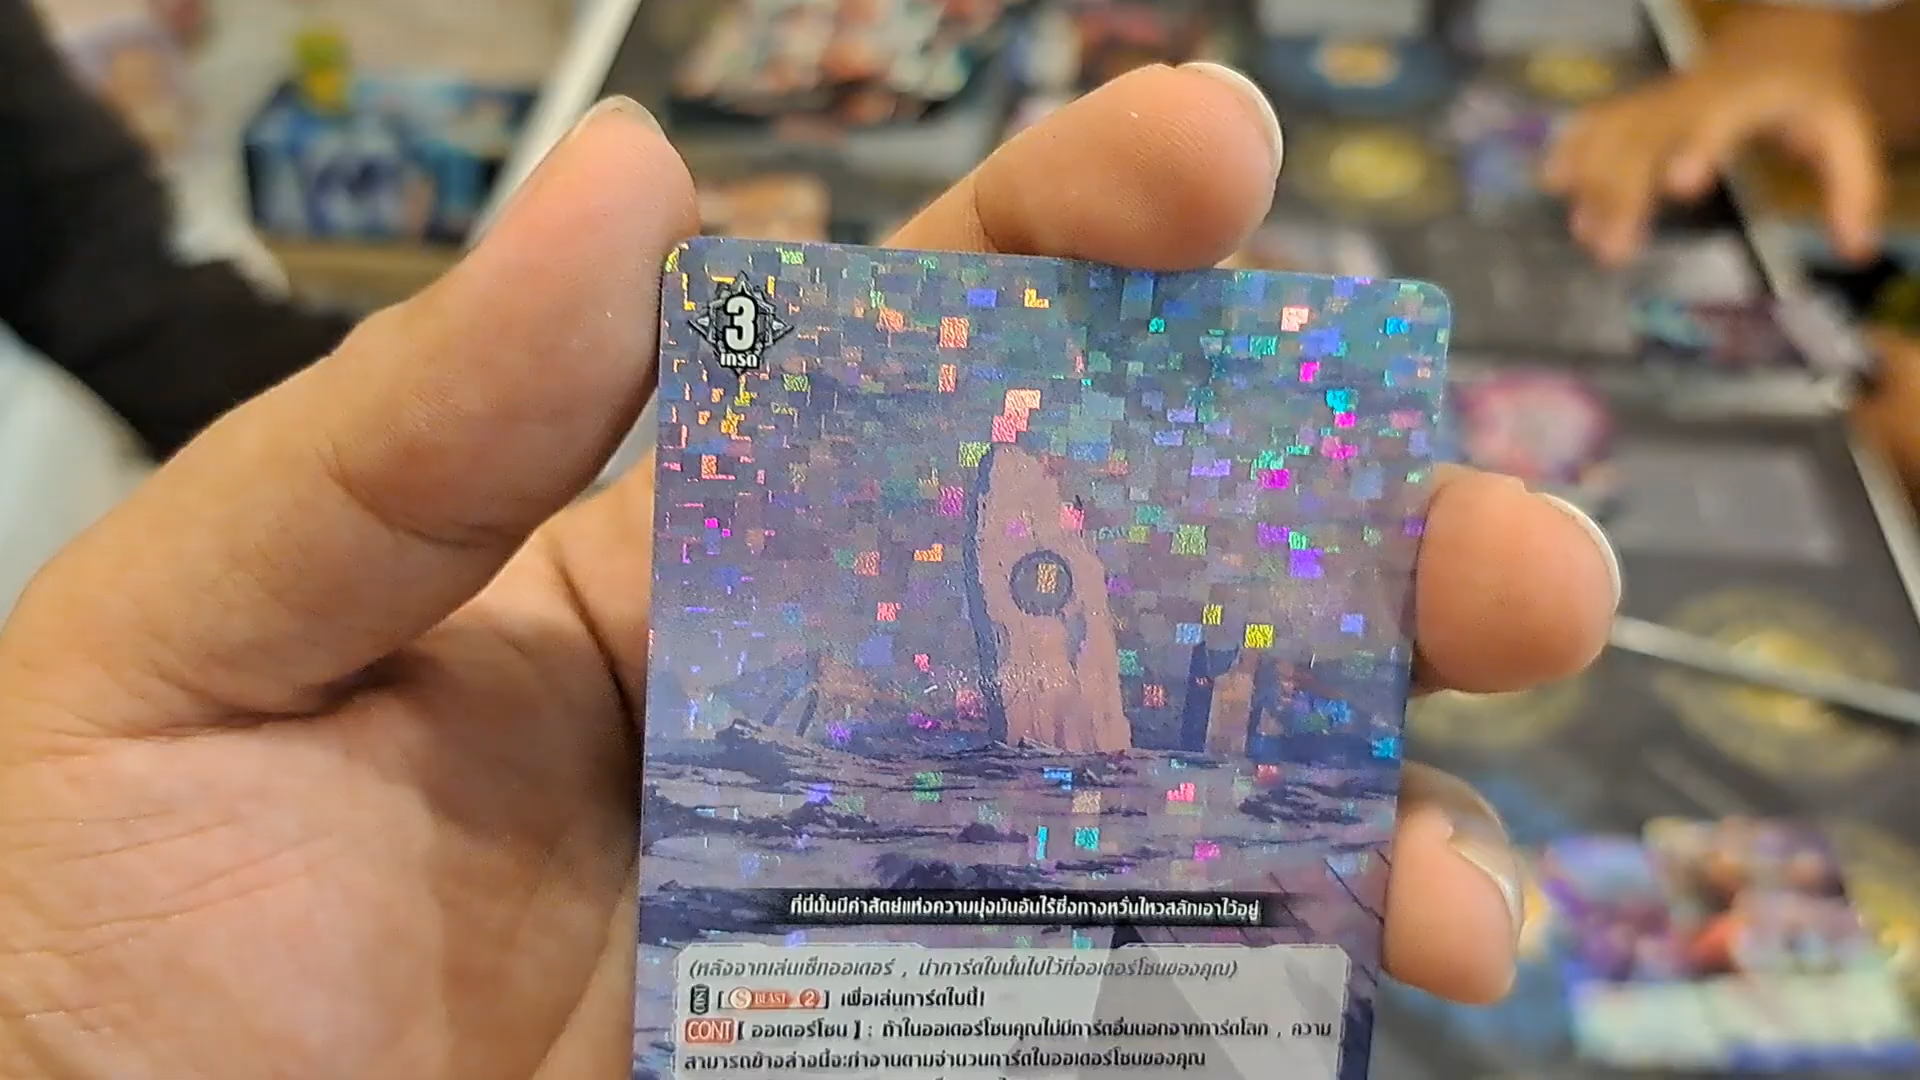 3
เกรด
ที่นี่นั้นมีคำสัตย์แห่งความมุ่งมั่นอันไร้ซึ่งทางหวั่นไหวสลักเอาไว้อยู่
(หลังจากเล่นเซ็ทออเดอร์ , นำการ์ดใบนั้นไปไว้ที่ออเดอร์โซนของคุณ)
COST [ S BLAST 2 ] เพื่อเล่นการ์ดใบนี้!
CONT 【 ออเดอร์โซน 】 : ถ้าในออเดอร์โซนคุณไม่มีการ์ดอื่นนอกจากการ์ดโลก , ความ
สามารถข้างล่างนี้จะทำงานตามจำนวนการ์ดในออเดอร์โซนของคุณ